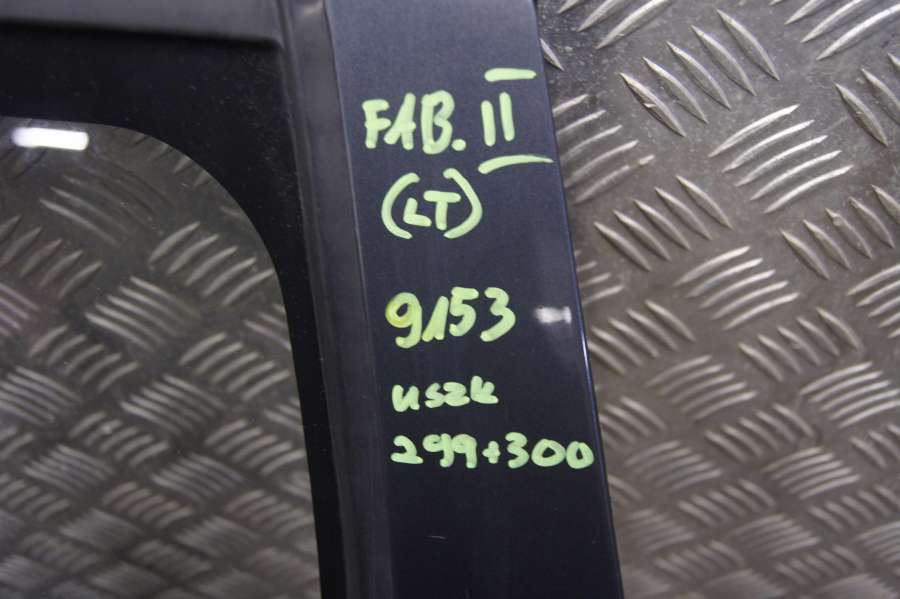 FAB. II
(LT)
9153
uszk
299+300